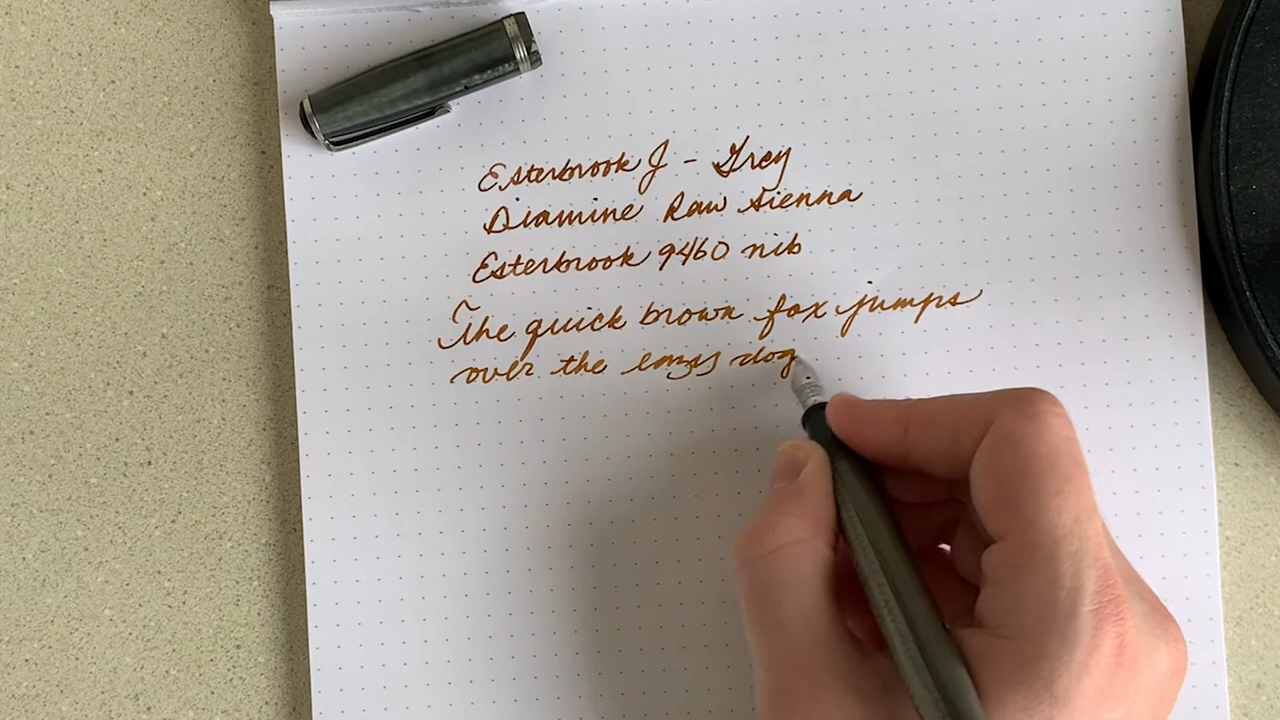 Esterbrook J - Grey
Diamine Raw Sienna
Esterbrook 9460 nib
The quick brown fox jumps
over the lazy dog